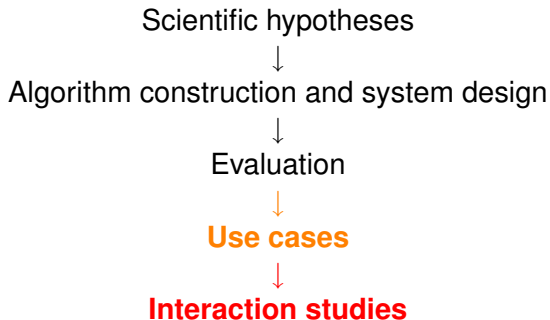 Scientific hypotheses
↓
Algorithm construction and system design
↓
Evaluation
↓
Use cases
↓
Interaction studies